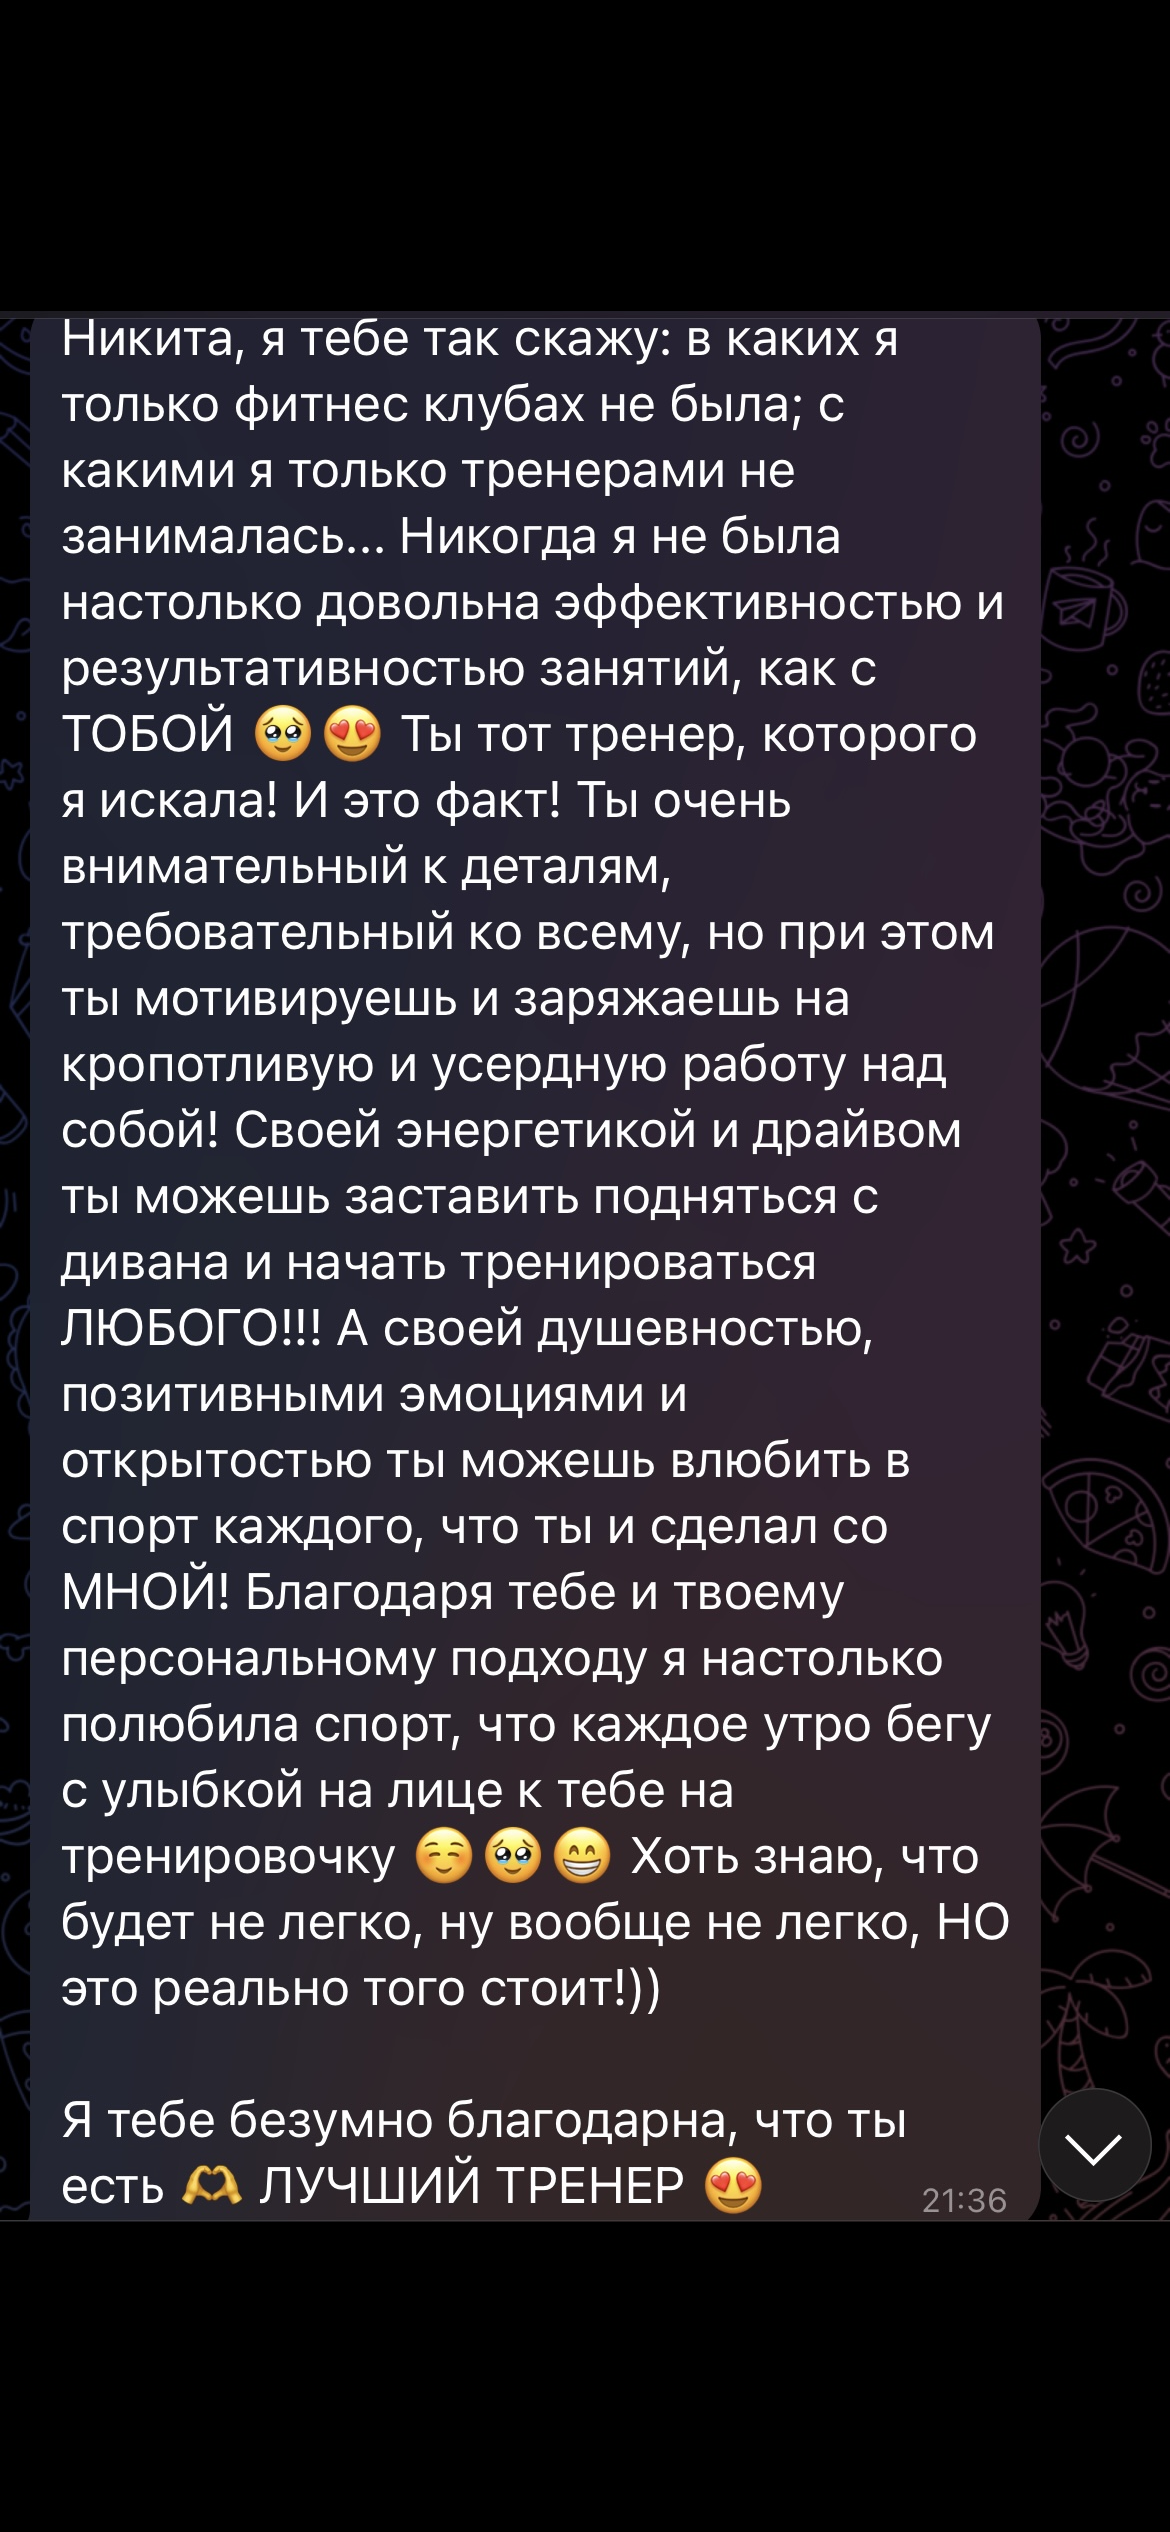 Никита, я тебе так скажу: в каких я
только фитнес клубах не была; с
какими я только тренерами не
занималась... Никогда я не была
настолько довольна эффективностью и
результативностью занятий, как с
ТОБОЙ 🥹😍 Ты тот тренер, которого
я искала! И это факт! Ты очень
внимательный к деталям,
требовательный ко всему, но при этом
ты мотивируешь и заряжаешь на
кропотливую и усердную работу над
собой! Своей энергетикой и драйвом
ты можешь заставить подняться с
дивана и начать тренироваться
ЛЮБОГО!!! А своей душевностью,
позитивными эмоциями и
открытостью ты можешь влюбить в
спорт каждого, что ты и сделал со
МНОЙ! Благодаря тебе и твоему
персональному подходу я настолько
полюбила спорт, что каждое утро бегу
с улыбкой на лице к тебе на
тренировочку ☺️🥹😁 Хоть знаю, что
будет не легко, ну вообще не легко, НО
это реально того стоит!))
Я тебе безумно благодарна, что ты
есть 🫶 ЛУЧШИЙ ТРЕНЕР 😍
21:36